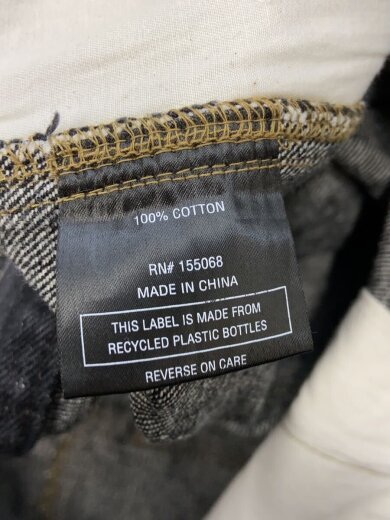 100% COTTON
RN# 155068
MADE IN CHINA
THIS LABEL IS MADE FROM
RECYCLED PLASTIC BOTTLES
REVERSE ON CARE